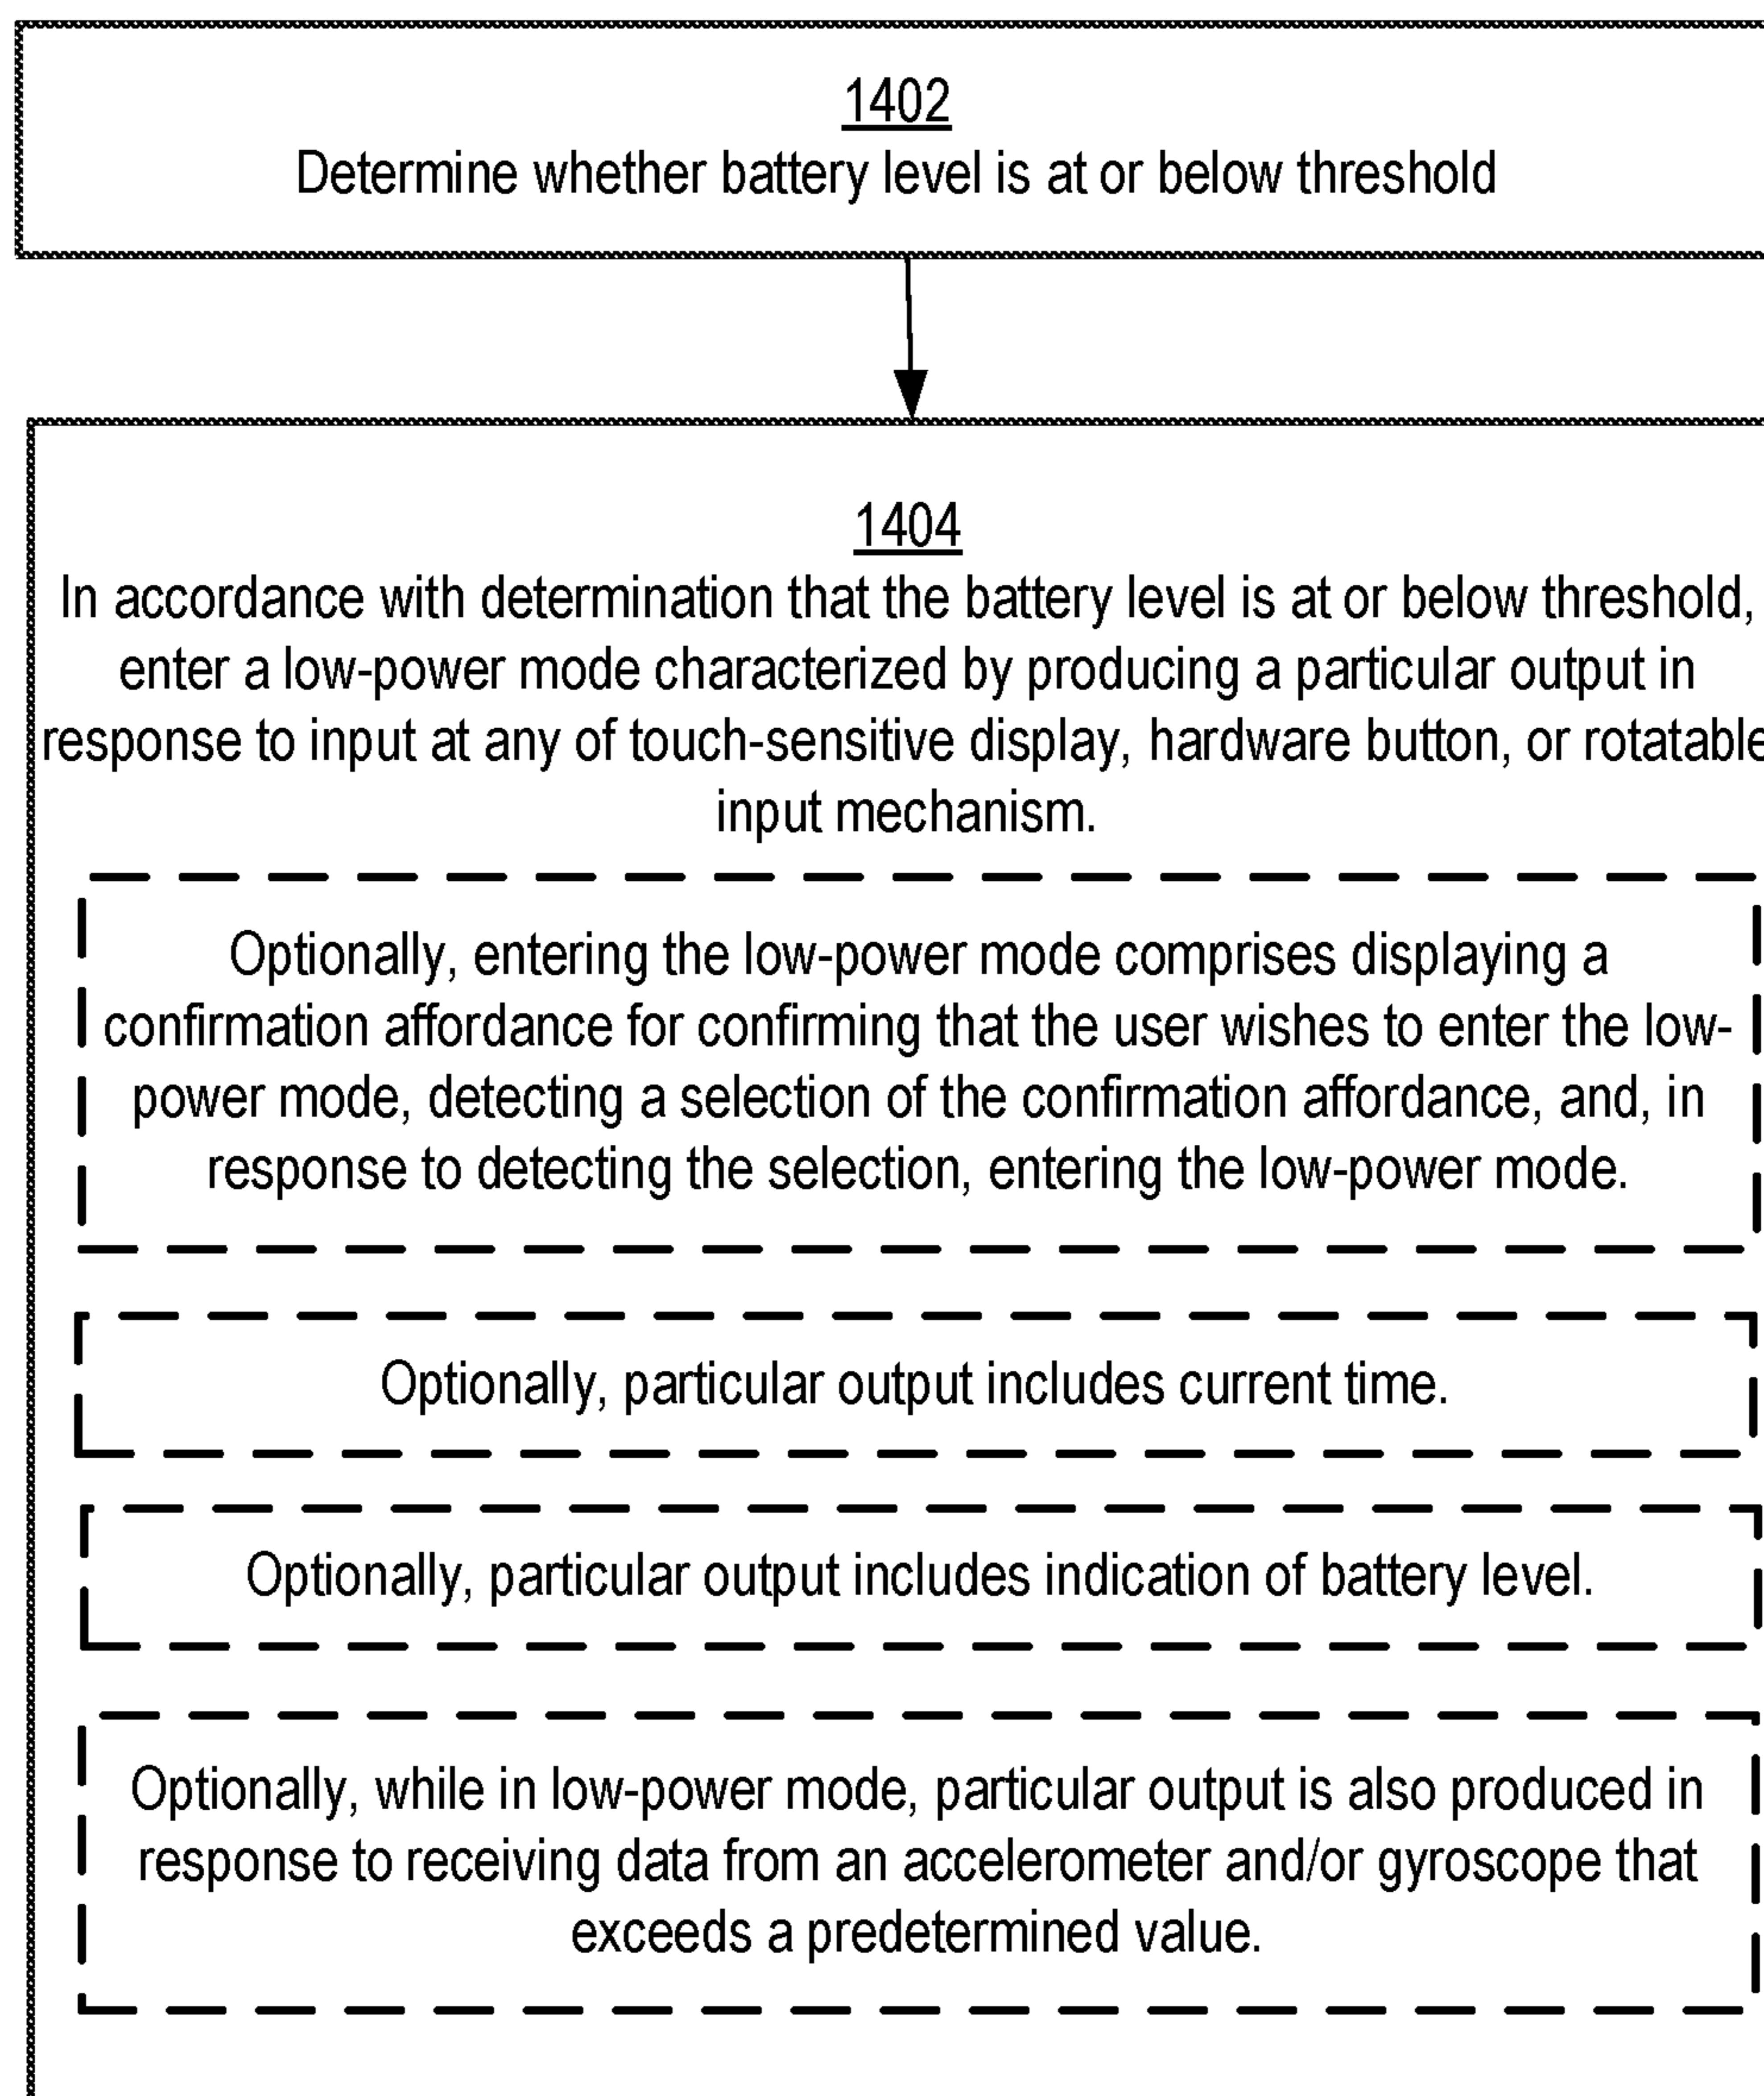 1402
Determine whether battery level is at or below threshold
1404
In accordance with determination that the battery level is at or below threshold,
enter a low-power mode characterized by producing a particular output in
response to input at any of touch-sensitive display, hardware button, or rotatable
input mechanism.
Optionally, entering the low-power mode comprises displaying a
confirmation affordance for confirming that the user wishes to enter the low-
power mode, detecting a selection of the confirmation affordance, and, in
response to detecting the selection, entering the low-power mode.
Optionally, particular output includes current time.
Optionally, particular output includes indication of battery level.
Optionally, while in low-power mode, particular output is also produced in
response to receiving data from an accelerometer and/or gyroscope that
exceeds a predetermined value.